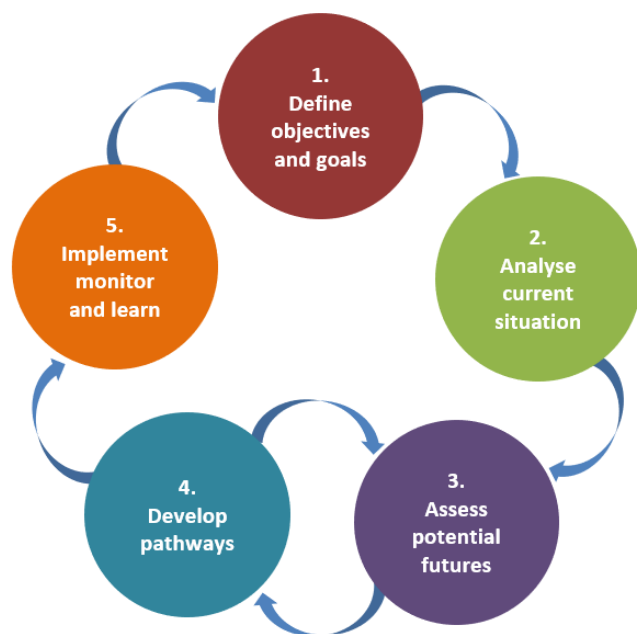 1.
Define
objectives
and goals
2.
Analyse
current
situation
3.
Assess
potential
futures
4.
Develop
pathways
5.
Implement
monitor
and learn